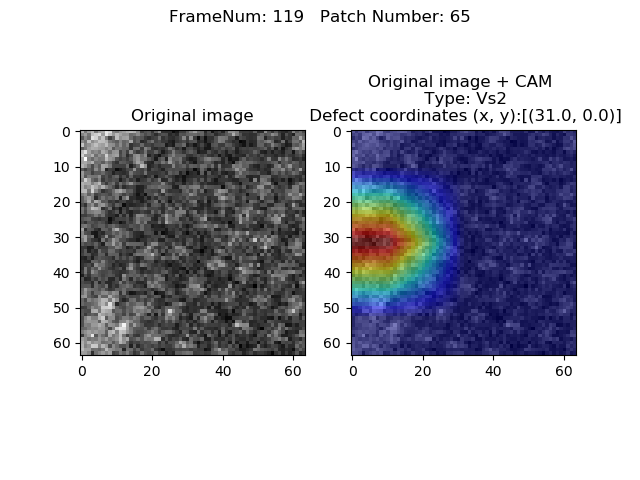 FrameNum: 119   Patch Number: 65
Original image
0
10
20
30
40
50
60
0 20 40 60
Original image + CAM
Type: Vs2
Defect coordinates (x, y):[(31.0, 0.0)]
0
10
20
30
40
50
60
0 20 40 60